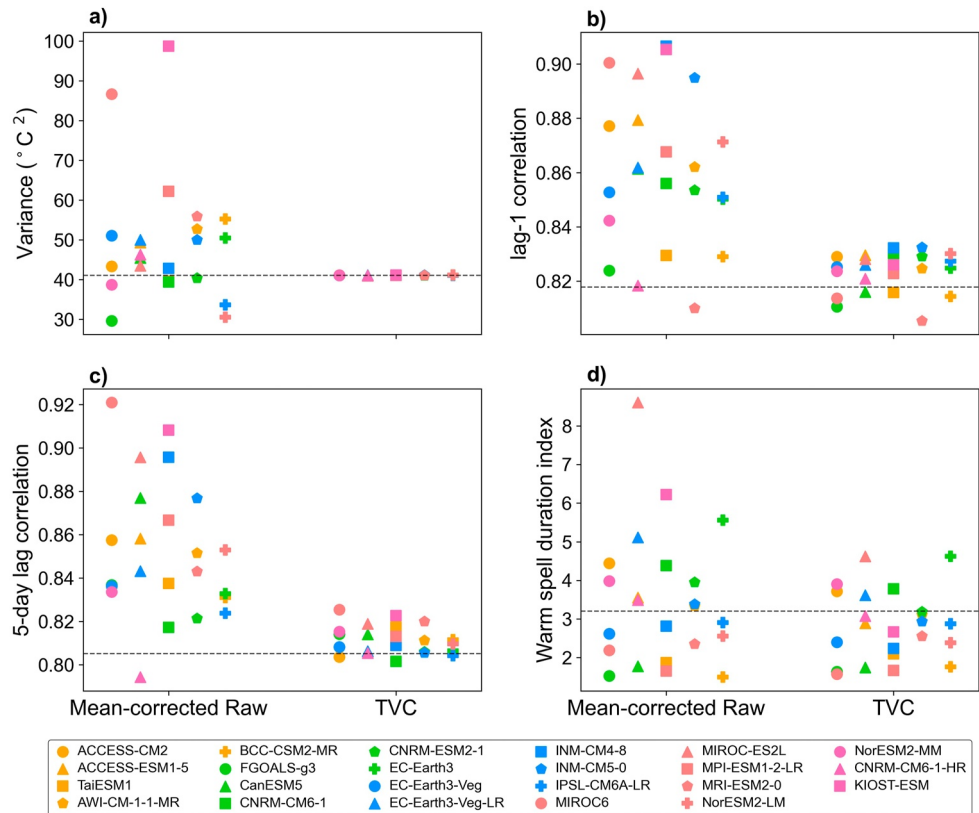 a)
100
90
80
70
60
50
40
30
Variance (°C²)
Mean-corrected Raw
TVC
b)
0.90
0.88
0.86
0.84
0.82
lag-1 correlation
c)
0.92
0.90
0.88
0.86
0.84
0.82
0.80
5-day lag correlation
Mean-corrected Raw
TVC
d)
8
7
6
5
4
3
2
Warm spell duration index
Mean-corrected Raw
TVC
ACCESS-CM2
ACCESS-ESM1-5
TaiESM1
AWI-CM-1-1-MR
BCC-CSM2-MR
FGOALS-g3
CanESM5
CNRM-CM6-1
CNRM-ESM2-1
EC-Earth3
EC-Earth3-Veg
EC-Earth3-Veg-LR
INM-CM4-8
INM-CM5-0
IPSL-CM6A-LR
MIROC6
MIROC-ES2L
MPI-ESM1-2-LR
MRI-ESM2-0
NorESM2-LM
NorESM2-MM
CNRM-CM6-1-HR
KIOST-ESM